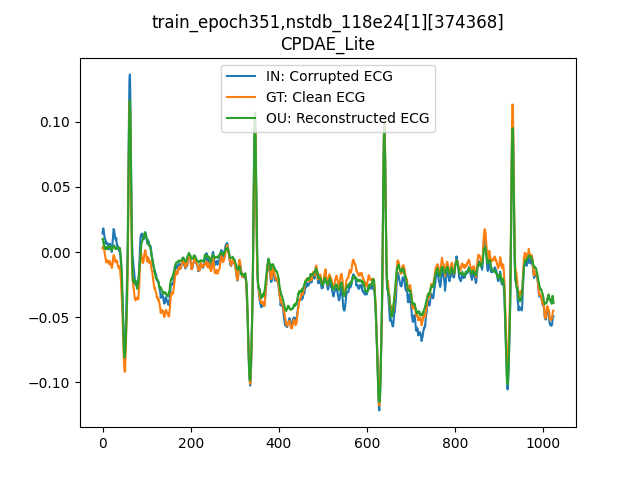 train_epoch351,nstdb_118e24[1][374368]
CPDAE_Lite
IN: Corrupted ECG
GT: Clean ECG
OU: Reconstructed ECG
0.10
0.05
0.00
−0.05
−0.10
0 200 400 600 800 1000